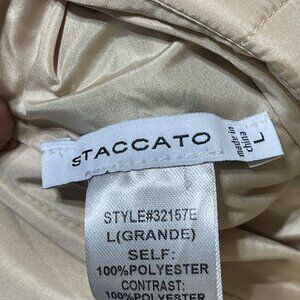 STACCATO
L
made in
china
STYLE#32157E
L(GRANDE)
SELF:
100%POLYESTER
CONTRAST:
100%POLYESTER